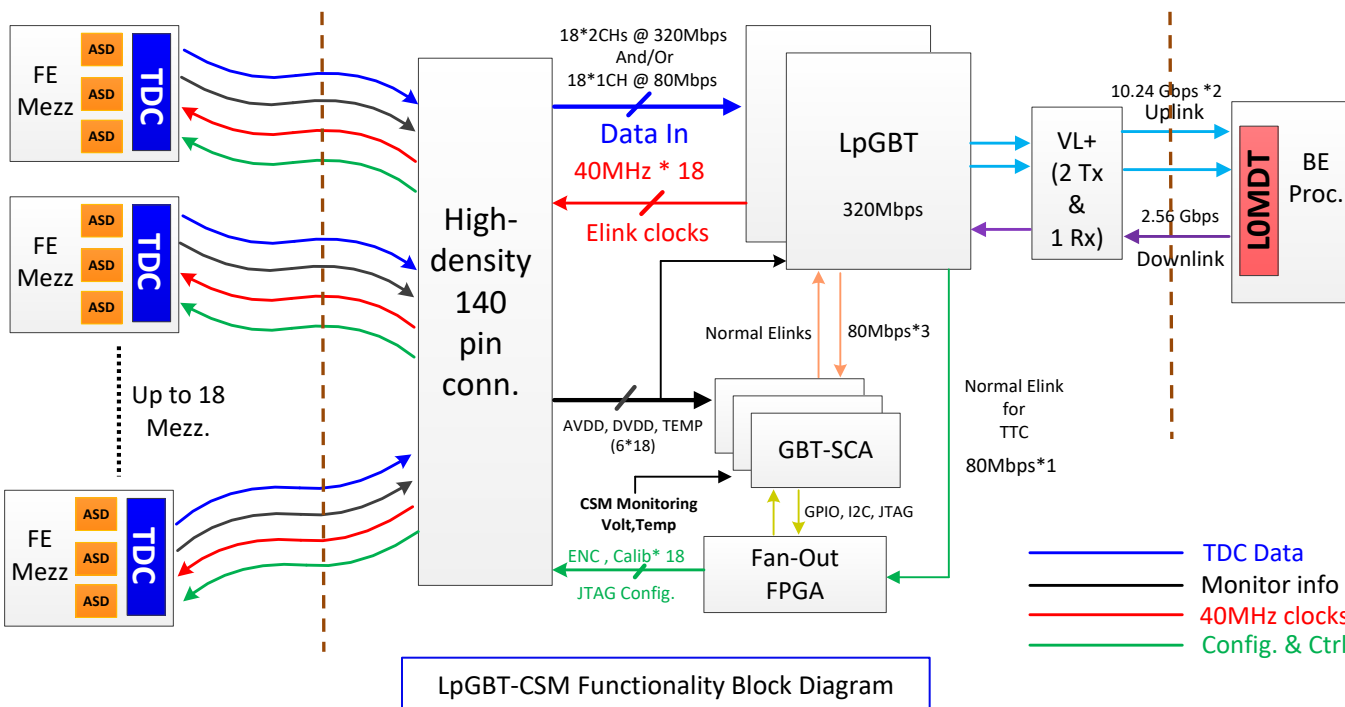 FE
Mezz
ASD
ASD
ASD
TDC
FE
Mezz
ASD
ASD
ASD
TDC
Up to 18
Mezz.
FE
Mezz
ASD
ASD
ASD
TDC
High-
density
140
pin
conn.
18*2CHs @ 320Mbps
And/Or
18*1CH @ 80Mbps
Data In
40MHz * 18
Elink clocks
LpGBT
320Mbps
VL+
(2 Tx
&
1 Rx)
10.24 Gbps *2
Uplink
2.56 Gbps
Downlink
L0MDT
BE
Proc.
Normal Elinks
80Mbps*3
Normal Elink
for
TTC
80Mbps*1
AVDD, DVDD, TEMP
(6*18)
GBT-SCA
CSM Monitoring
Volt,Temp
GPIO, I2C, JTAG
ENC , Calib* 18
JTAG Config.
Fan-Out
FPGA
TDC Data
Monitor info
40MHz clocks
Config. & Ctrl
LpGBT-CSM Functionality Block Diagram